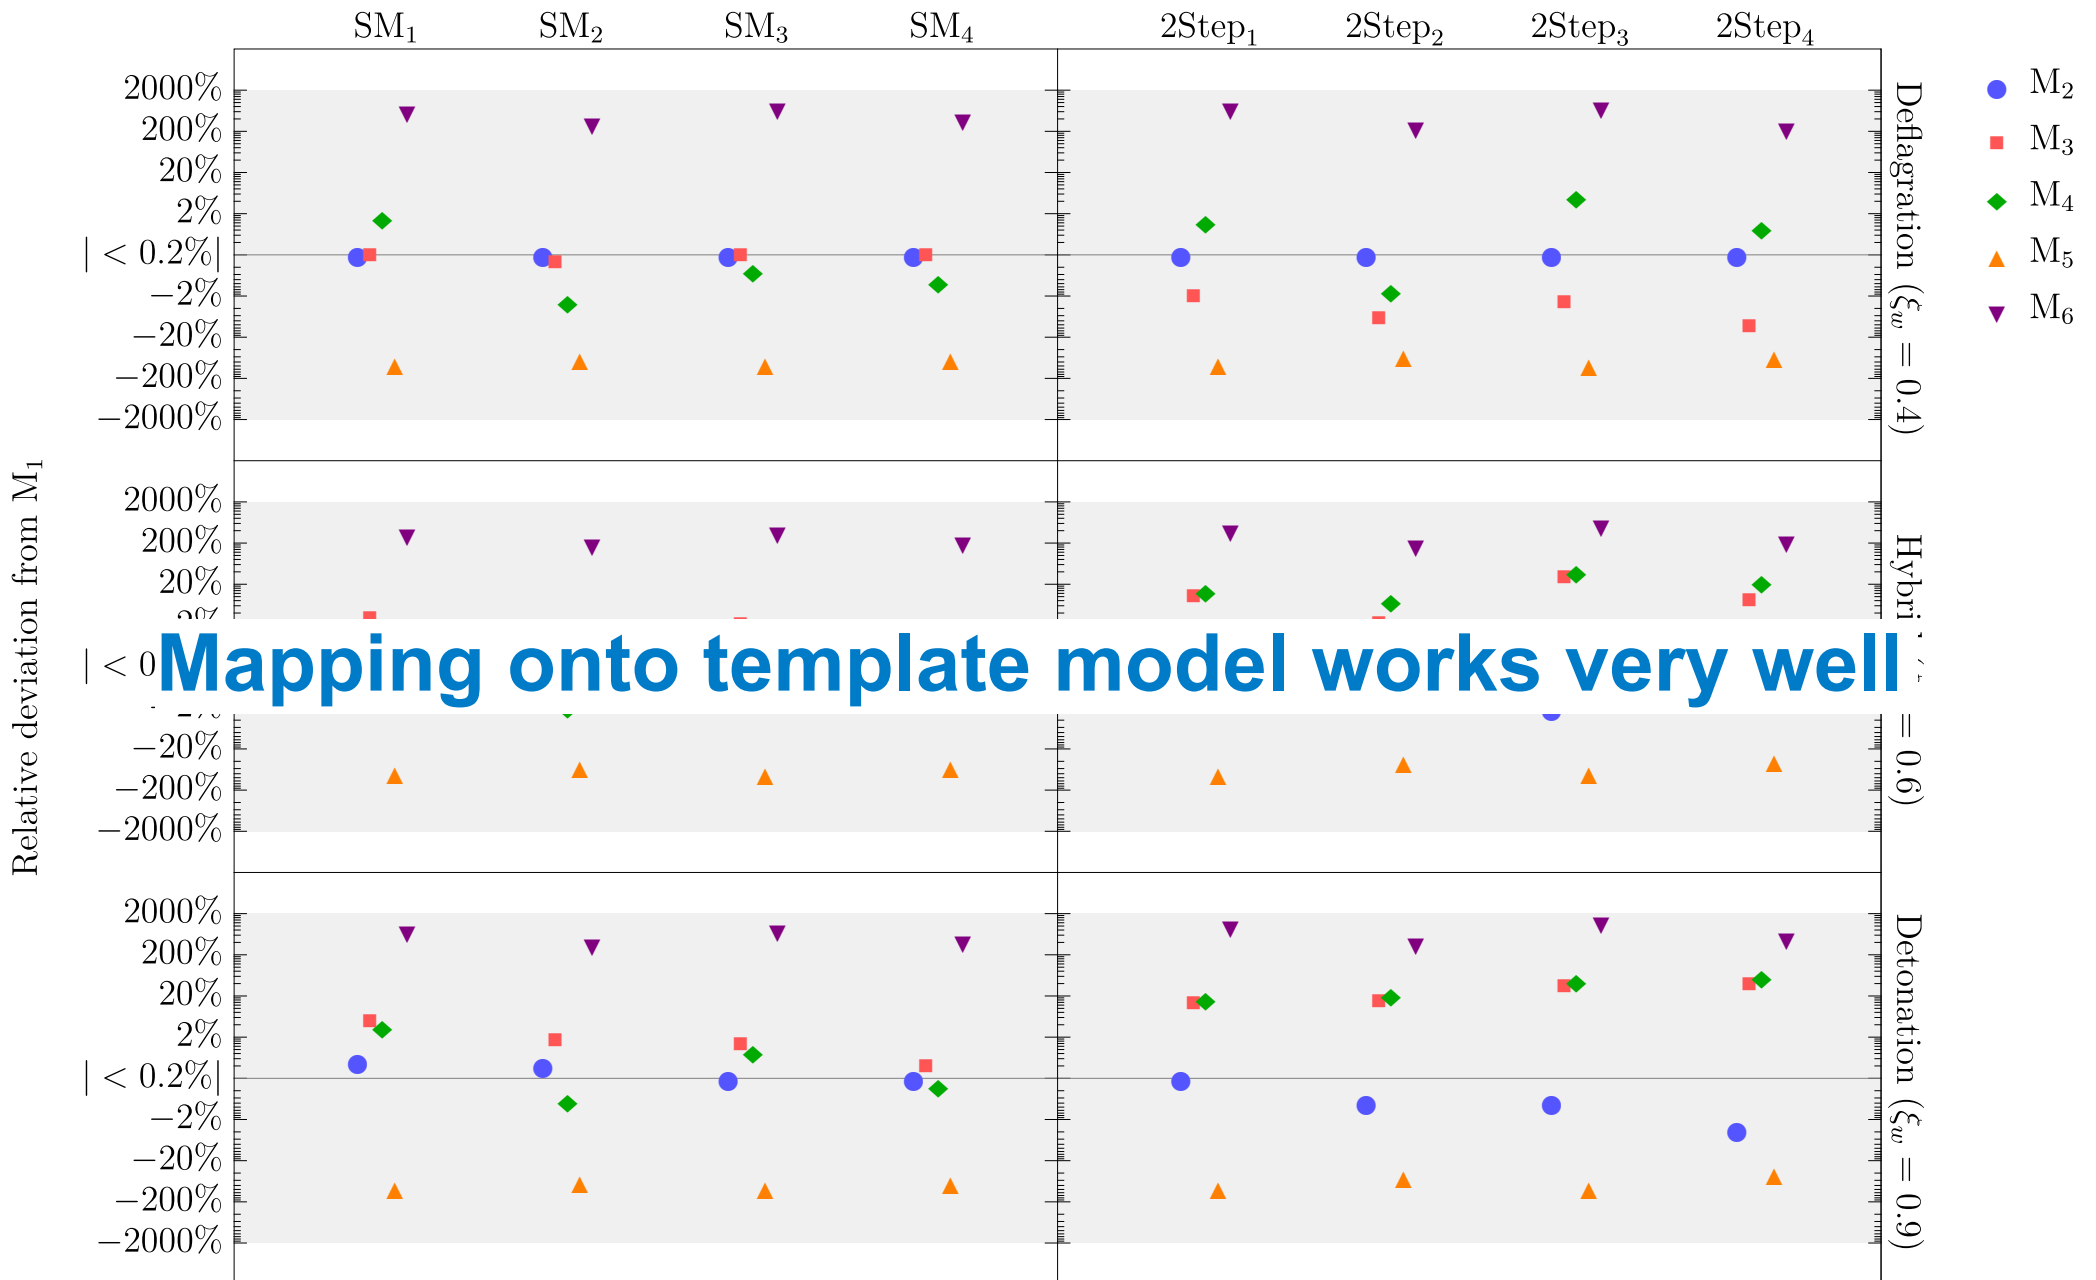 SM₁ SM₂ SM₃ SM₄ 2Step₁ 2Step₂ 2Step₃ 2Step₄
2000%
200%
20%
2%
| < 0.2%|
−2%
−20%
−200%
−2000%
Deflagration (ξw = 0.4)
M₂
M₃
M₄
M₅
M₆
Relative deviation from M₁
2000%
200%
20%
| < 0
Mapping onto template model works very well
−20%
−200%
−2000%
= 0.6)
2000%
200%
20%
2%
| < 0.2%|
−2%
−20%
−200%
−2000%
Detonation (ξw = 0.9)